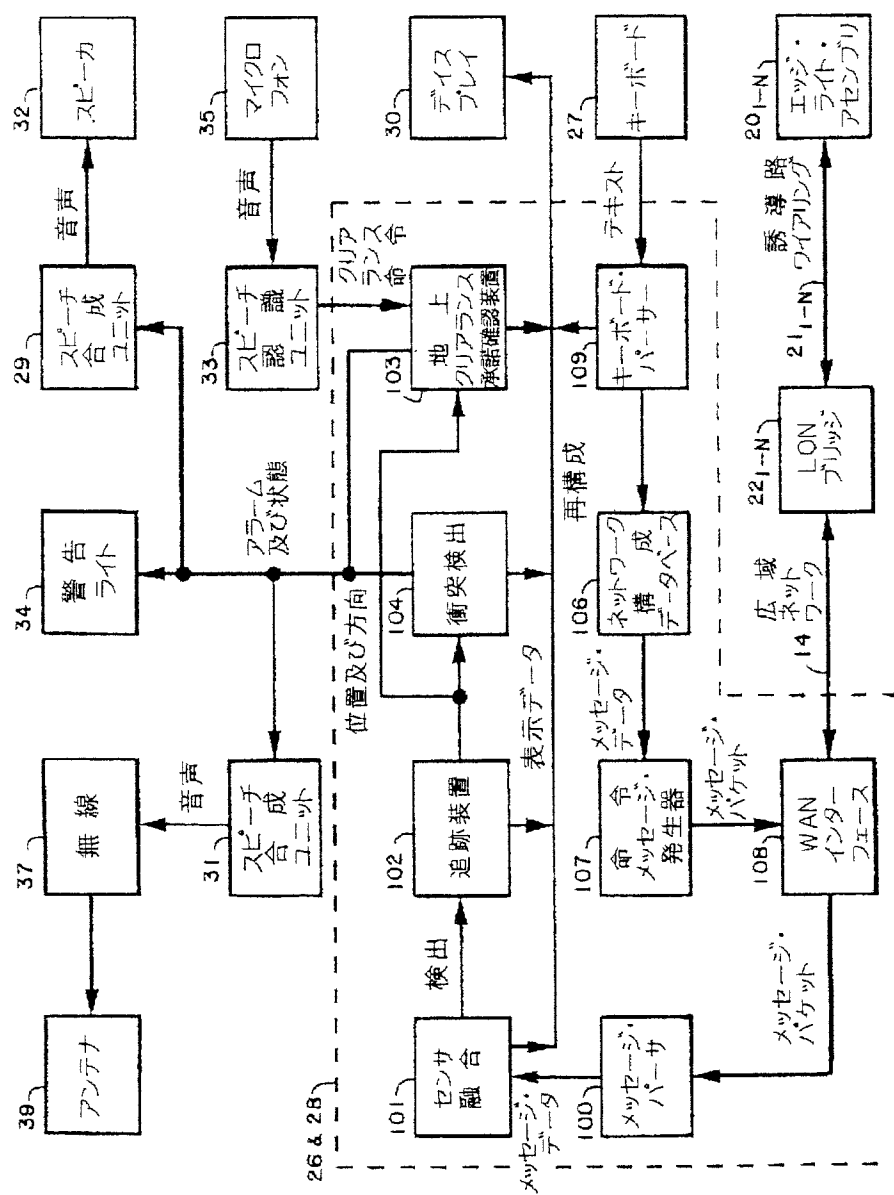 39
アンテナ
37
無線
34
警告
ライト
29
スピーチ
合成
ユニット
音声
32
スピーカ
音声
31
スピーチ
合成
ユニット
アラーム
及び状態
33
スピーチ
認識
ユニット
音声
35
マイクロ
フォン
26 & 28
位置及び方向
クリア
ランス命令
101
センサ
融合
検出
102
追跡装置
104
衝突検出
103
地上
クリアランス
承諾確認装置
30
ディス
プレイ
表示データ
メッセージ・
データ
100
メッセージ・
パーサ
107
命令
メッセージ・
発生器
メッセージ・
データ
106
ネットワーク
構成
データベース
再構成
109
キーボード・
パーサー
テキスト
27
キーボード
メッセージ・
パケット
メッセージ・
パケット
108
WAN
インター
フェース
14
広域
ネット
ワーク
22 1-N
LON
ブリッジ
21 1-N
誘導路
ワイアリング
20 1-N
エッジ・
ライト・
アセンブリ